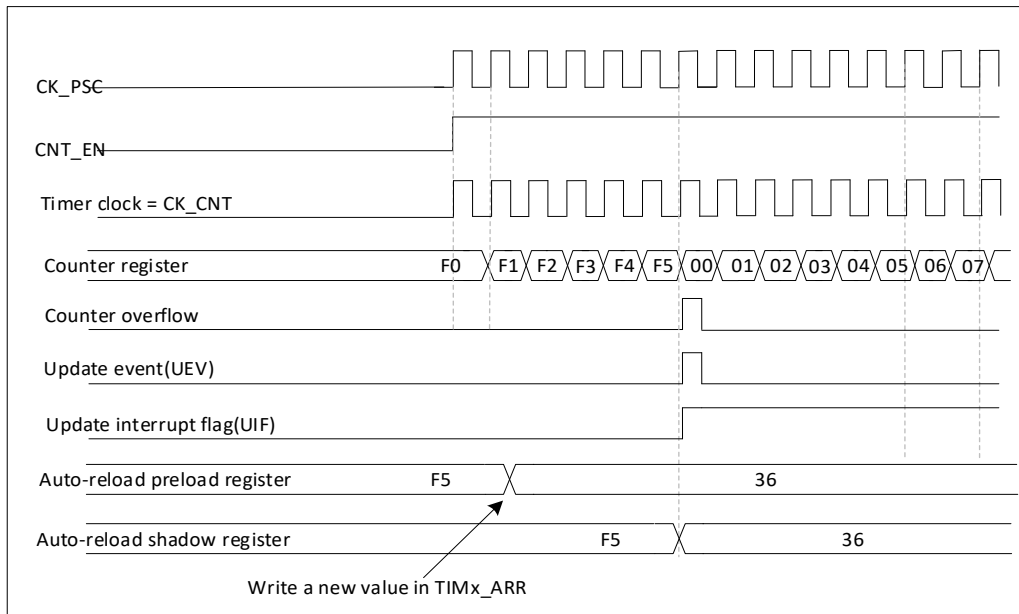 CK_PSC
CNT_EN
Timer clock = CK_CNT
Counter register F0 F1 F2 F3 F4 F5 00 01 02 03 04 05 06 07
Counter overflow
Update event(UEV)
Update interrupt flag(UIF)
Auto-reload preload register F5 36
Auto-reload shadow register F5 36
Write a new value in TIMx_ARR